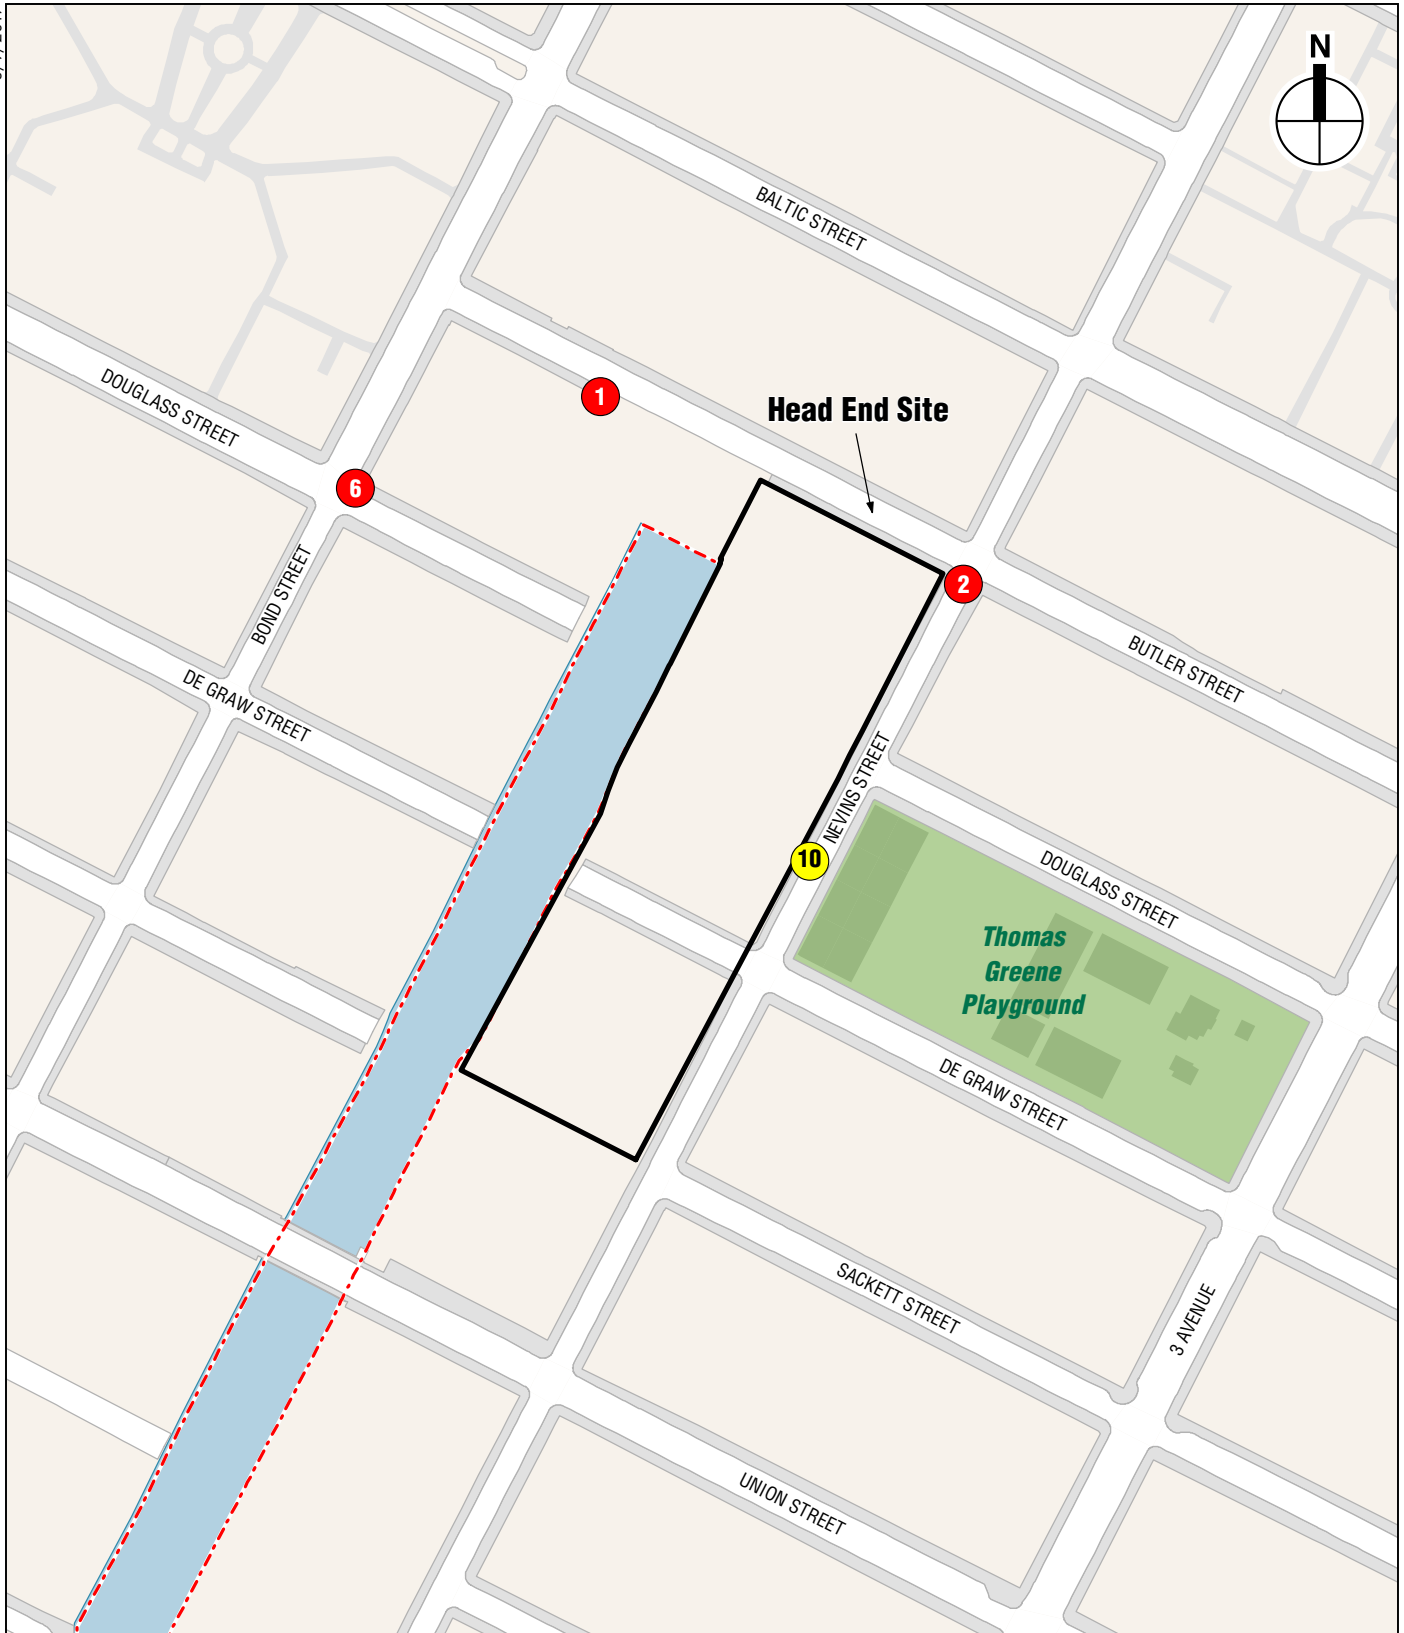 N
BALTIC STREET
DOUGLASS STREET
1
Head End Site
6
2
BOND STREET
BUTLER STREET
DE GRAW STREET
NEVINS STREET
10
DOUGLASS STREET
Thomas
Greene
Playground
DE GRAW STREET
SACKETT STREET
3 AVENUE
UNION STREET